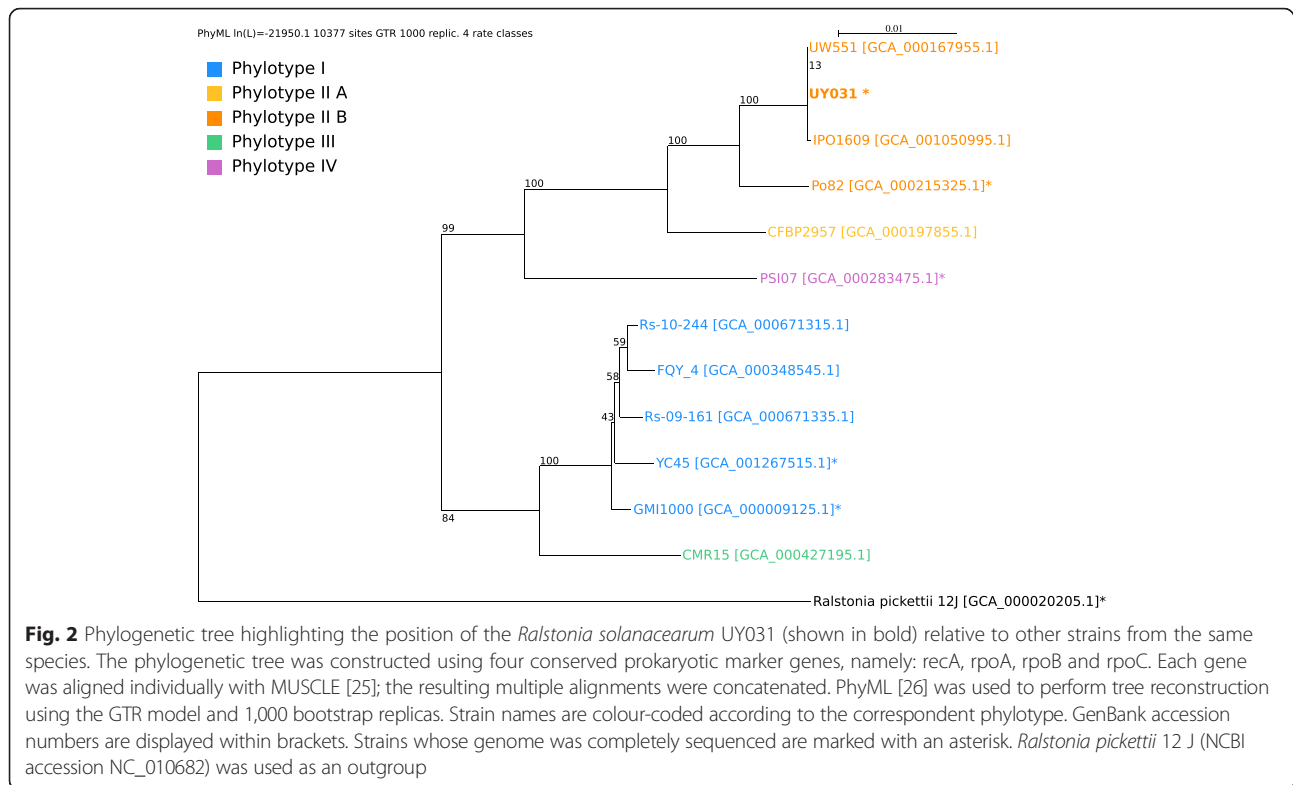 PhyML ln(L)=-21950.1 10377 sites GTR 1000 replic. 4 rate classes
0.01
Phylotype I
Phylotype II A
Phylotype II B
Phylotype III
Phylotype IV
UW551 [GCA_000167955.1]
13
UY031 *
100
IPO1609 [GCA_001050995.1]
100
Po82 [GCA_000215325.1]*
100
CFBP2957 [GCA_000197855.1]
99
PSI07 [GCA_000283475.1]*
Rs-10-244 [GCA_000671315.1]
59
FQY_4 [GCA_000348545.1]
58
Rs-09-161 [GCA_000671335.1]
43
YC45 [GCA_001267515.1]*
100
GMI1000 [GCA_000009125.1]*
84
CMR15 [GCA_000427195.1]
Ralstonia pickettii 12J [GCA_000020205.1]*
Fig. 2 Phylogenetic tree highlighting the position of the Ralstonia solanacearum UY031 (shown in bold) relative to other strains from the same
species. The phylogenetic tree was constructed using four conserved prokaryotic marker genes, namely: recA, rpoA, rpoB and rpoC. Each gene
was aligned individually with MUSCLE [25]; the resulting multiple alignments were concatenated. PhyML [26] was used to perform tree reconstruction
using the GTR model and 1,000 bootstrap replicas. Strain names are colour-coded according to the correspondent phylotype. GenBank accession
numbers are displayed within brackets. Strains whose genome was completely sequenced are marked with an asterisk. Ralstonia pickettii 12 J (NCBI
accession NC_010682) was used as an outgroup